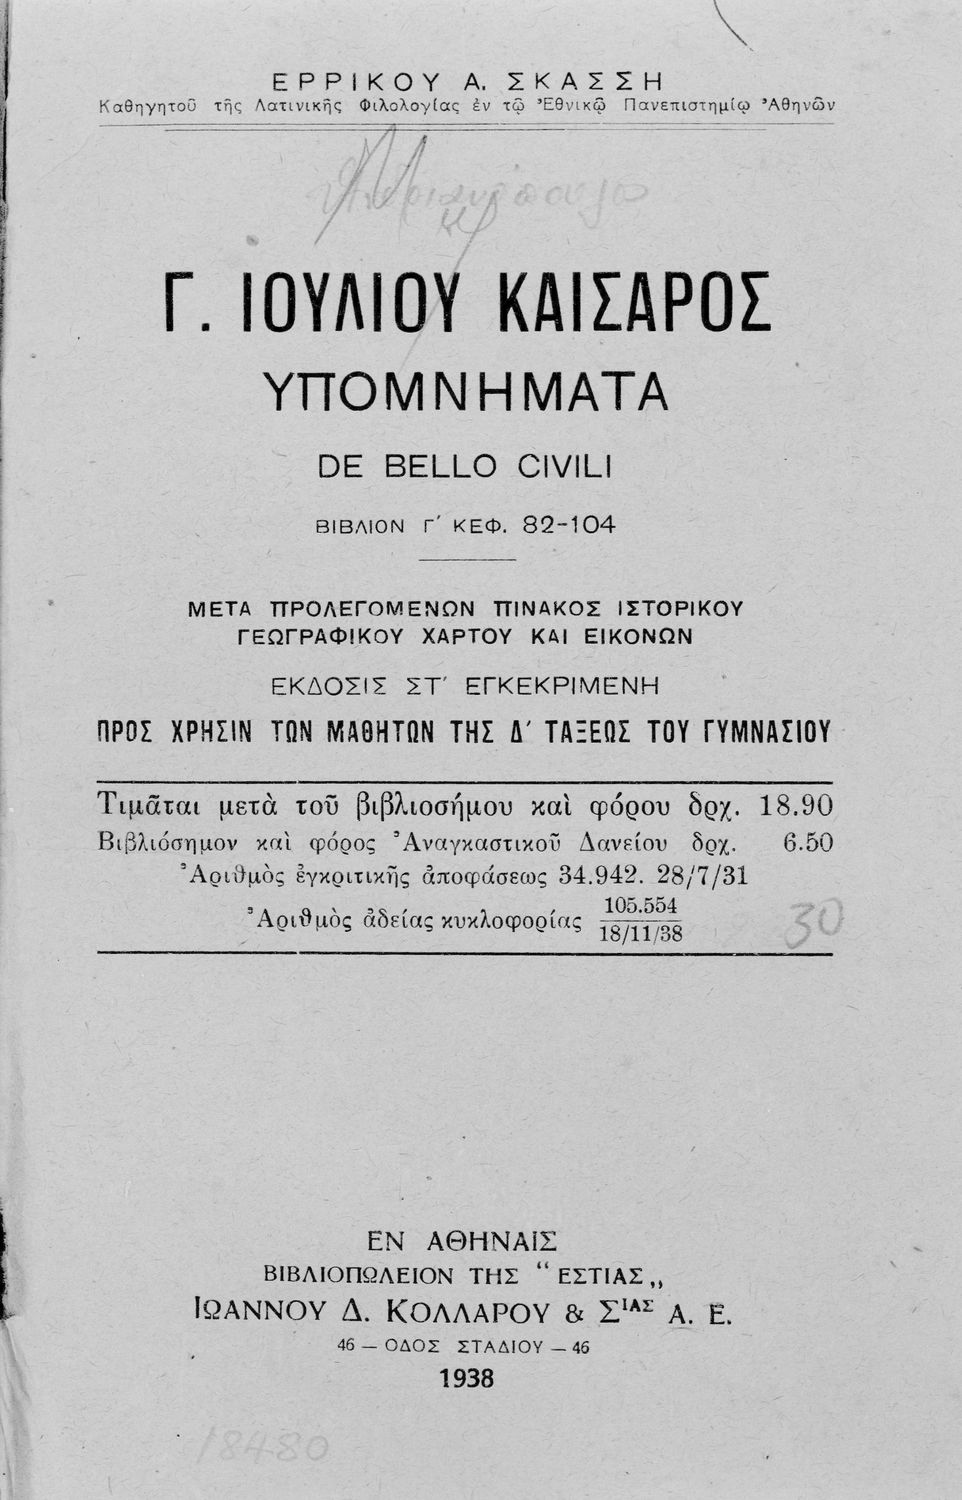 ΕΡΡΙΚΟΥ Α. ΣΚΑΣΣΗ
Καθηγητοῦ τῆς Λατινικῆς Φιλολογίας ἐν τῷ Ἐθνικῷ Πανεπιστημίῳ Ἀθηνῶν
Γ. ΙΟΥΛΙΟΥ ΚΑΙΣΑΡΟΣ
ΥΠΟΜΝΗΜΑΤΑ
DE BELLO CIVILI
ΒΙΒΛΙΟΝ Γ΄ ΚΕΦ. 82-104
ΜΕΤΑ ΠΡΟΛΕΓΟΜΕΝΩΝ ΠΙΝΑΚΟΣ ΙΣΤΟΡΙΚΟΥ
ΓΕΩΓΡΑΦΙΚΟΥ ΧΑΡΤΟΥ ΚΑΙ ΕΙΚΟΝΩΝ
ΕΚΔΟΣΙΣ ΣΤ΄ ΕΓΚΕΚΡΙΜΕΝΗ
ΠΡΟΣ ΧΡΗΣΙΝ ΤΩΝ ΜΑΘΗΤΩΝ ΤΗΣ Δ΄ ΤΑΞΕΩΣ ΤΟΥ ΓΥΜΝΑΣΙΟΥ
Τιμᾶται μετὰ τοῦ βιβλιοσήμου καὶ φόρου δρχ. 18.90
Βιβλιόσημον καὶ φόρος Ἀναγκαστικοῦ Δανείου δρχ. 6.50
Ἀριθμὸς ἐγκριτικῆς ἀποφάσεως 34.942. 28/7/31
Ἀριθμὸς ἀδείας κυκλοφορίας 105.554
18/11/38
30
ΕΝ ΑΘΗΝΑΙΣ
ΒΙΒΛΙΟΠΩΛΕΙΟΝ ΤΗΣ “ΕΣΤΙΑΣ„
ΙΩΑΝΝΟΥ Δ. ΚΟΛΛΑΡΟΥ & ΣΙΑΣ Α. Ε.
46 — ΟΔΟΣ ΣΤΑΔΙΟΥ — 46
1938
18480